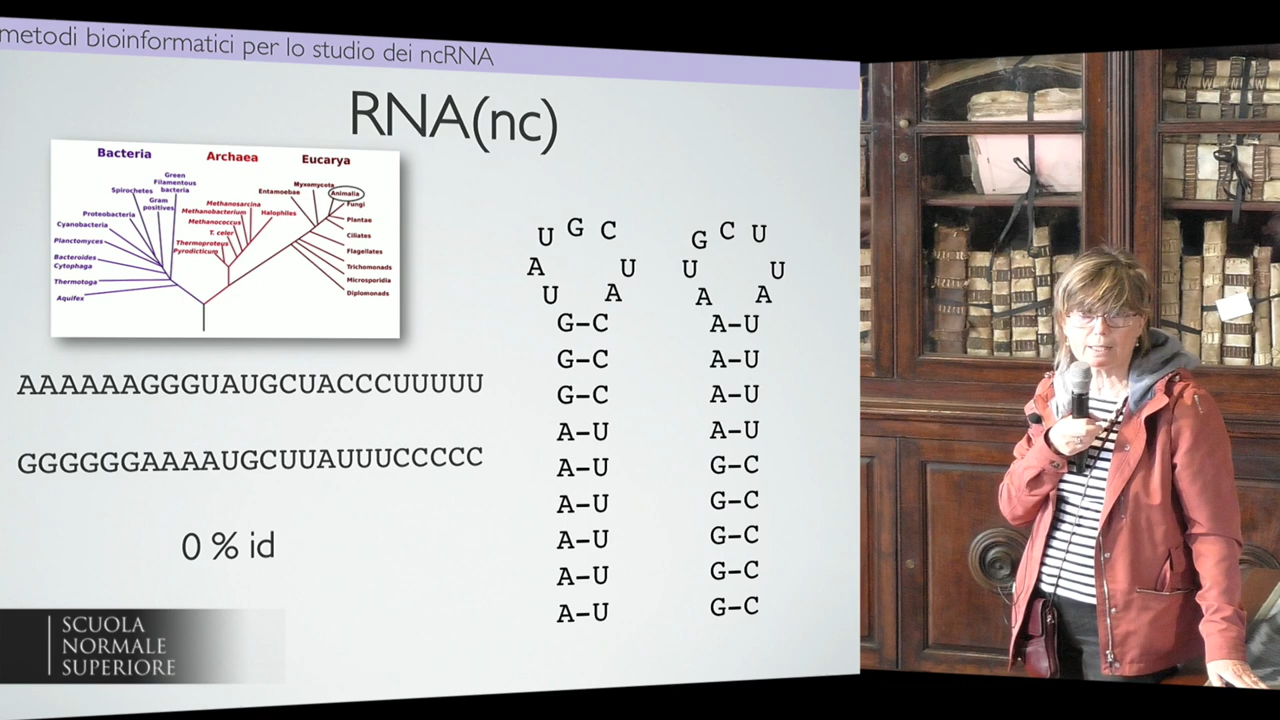 metodi bioinformatici per lo studio dei ncRNA
RNA(nc)
Bacteria Archaea Eucarya
Green
Filamentous
bacteria
Spirochetes
Gram
positives
Proteobacteria
Cyanobacteria
Planctomyces
Bacteroides
Cytophaga
Thermotoga
Aquifex
Methanosarcina
Methanobacterium
Halophiles
Methanococcus
T. celer
Thermoproteus
Pyrodicticum
Entamoebae
Myxamycota
Animalia
Fungi
Plantae
Ciliates
Flagellates
Trichomonads
Microsporidia
Diplomonads
AAAAAAGGGUAUGCUACCCUUUUU
GGGGGGAAAAUGCUUAUUUCCCCC
0 % id
U G C
A U
U A
G–C
G–C
G–C
A–U
A–U
A–U
A–U
A–U
A–U
G C U
U U
A A
A–U
A–U
A–U
A–U
G–C
G–C
G–C
G–C
G–C
SCUOLA
NORMALE
SUPERIORE